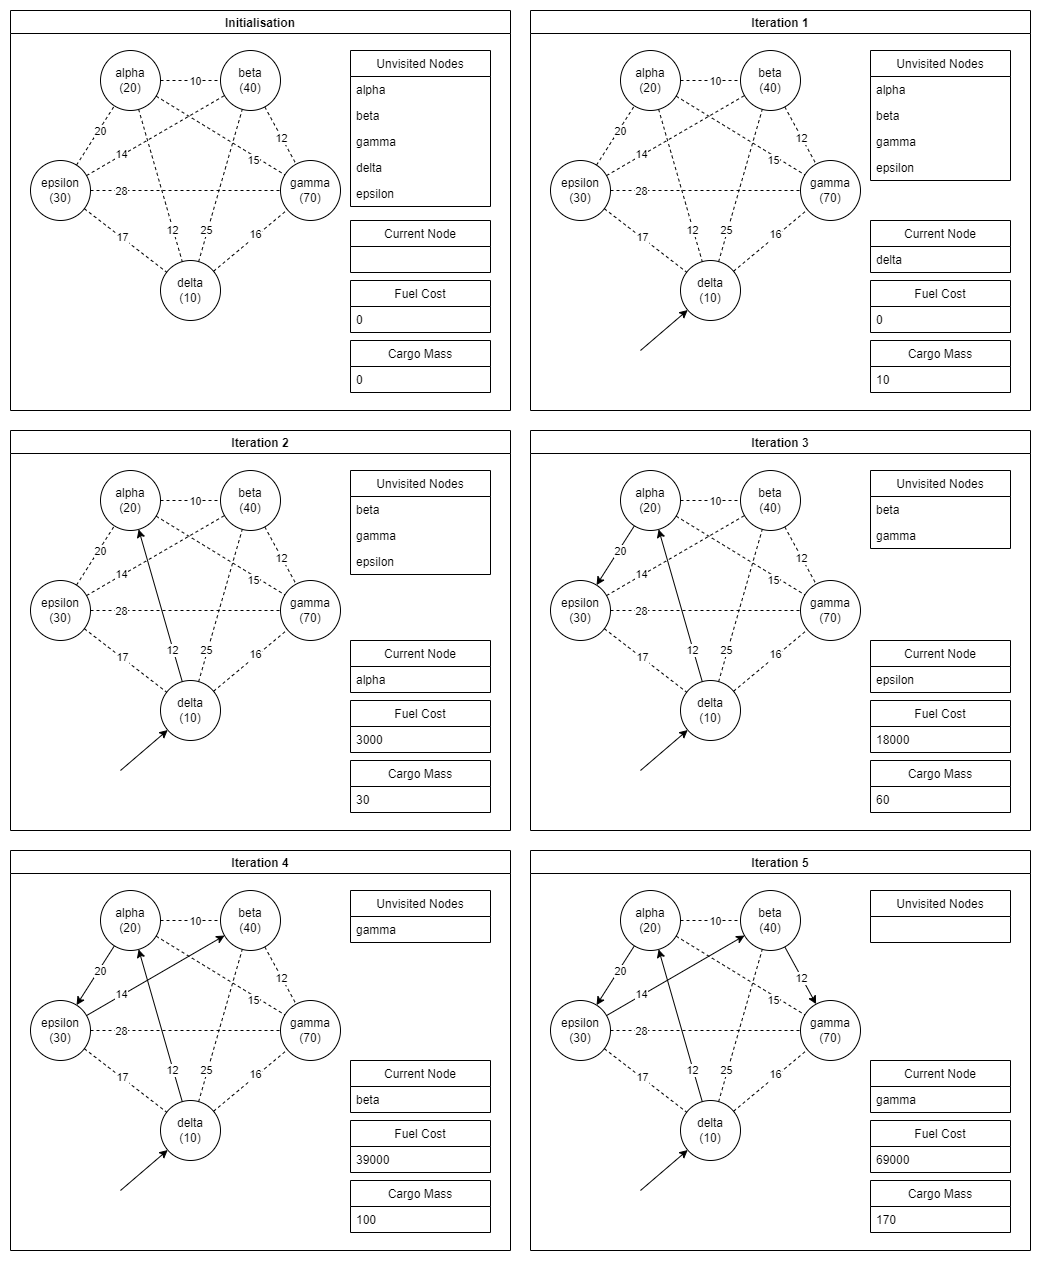 Initialisation
alpha
(20)
beta
(40)
10
20
12
14
15
epsilon
(30)
28
gamma
(70)
17
12
25
16
delta
(10)
Unvisited Nodes
alpha
beta
gamma
delta
epsilon
Current Node
Fuel Cost
0
Cargo Mass
0
Iteration 1
alpha
(20)
beta
(40)
10
20
12
14
15
epsilon
(30)
28
gamma
(70)
17
12
25
16
delta
(10)
Unvisited Nodes
alpha
beta
gamma
epsilon
Current Node
delta
Fuel Cost
0
Cargo Mass
10
Iteration 2
alpha
(20)
beta
(40)
10
20
12
14
15
epsilon
(30)
28
gamma
(70)
17
12
25
16
delta
(10)
Unvisited Nodes
beta
gamma
epsilon
Current Node
alpha
Fuel Cost
3000
Cargo Mass
30
Iteration 3
alpha
(20)
beta
(40)
10
20
12
14
15
epsilon
(30)
28
gamma
(70)
17
12
25
16
delta
(10)
Unvisited Nodes
beta
gamma
Current Node
epsilon
Fuel Cost
18000
Cargo Mass
60
Iteration 4
alpha
(20)
beta
(40)
10
20
12
14
15
epsilon
(30)
28
gamma
(70)
17
12
25
16
delta
(10)
Unvisited Nodes
gamma
Current Node
beta
Fuel Cost
39000
Cargo Mass
100
Iteration 5
alpha
(20)
beta
(40)
10
20
12
14
15
epsilon
(30)
28
gamma
(70)
17
12
25
16
delta
(10)
Unvisited Nodes
Current Node
gamma
Fuel Cost
69000
Cargo Mass
170